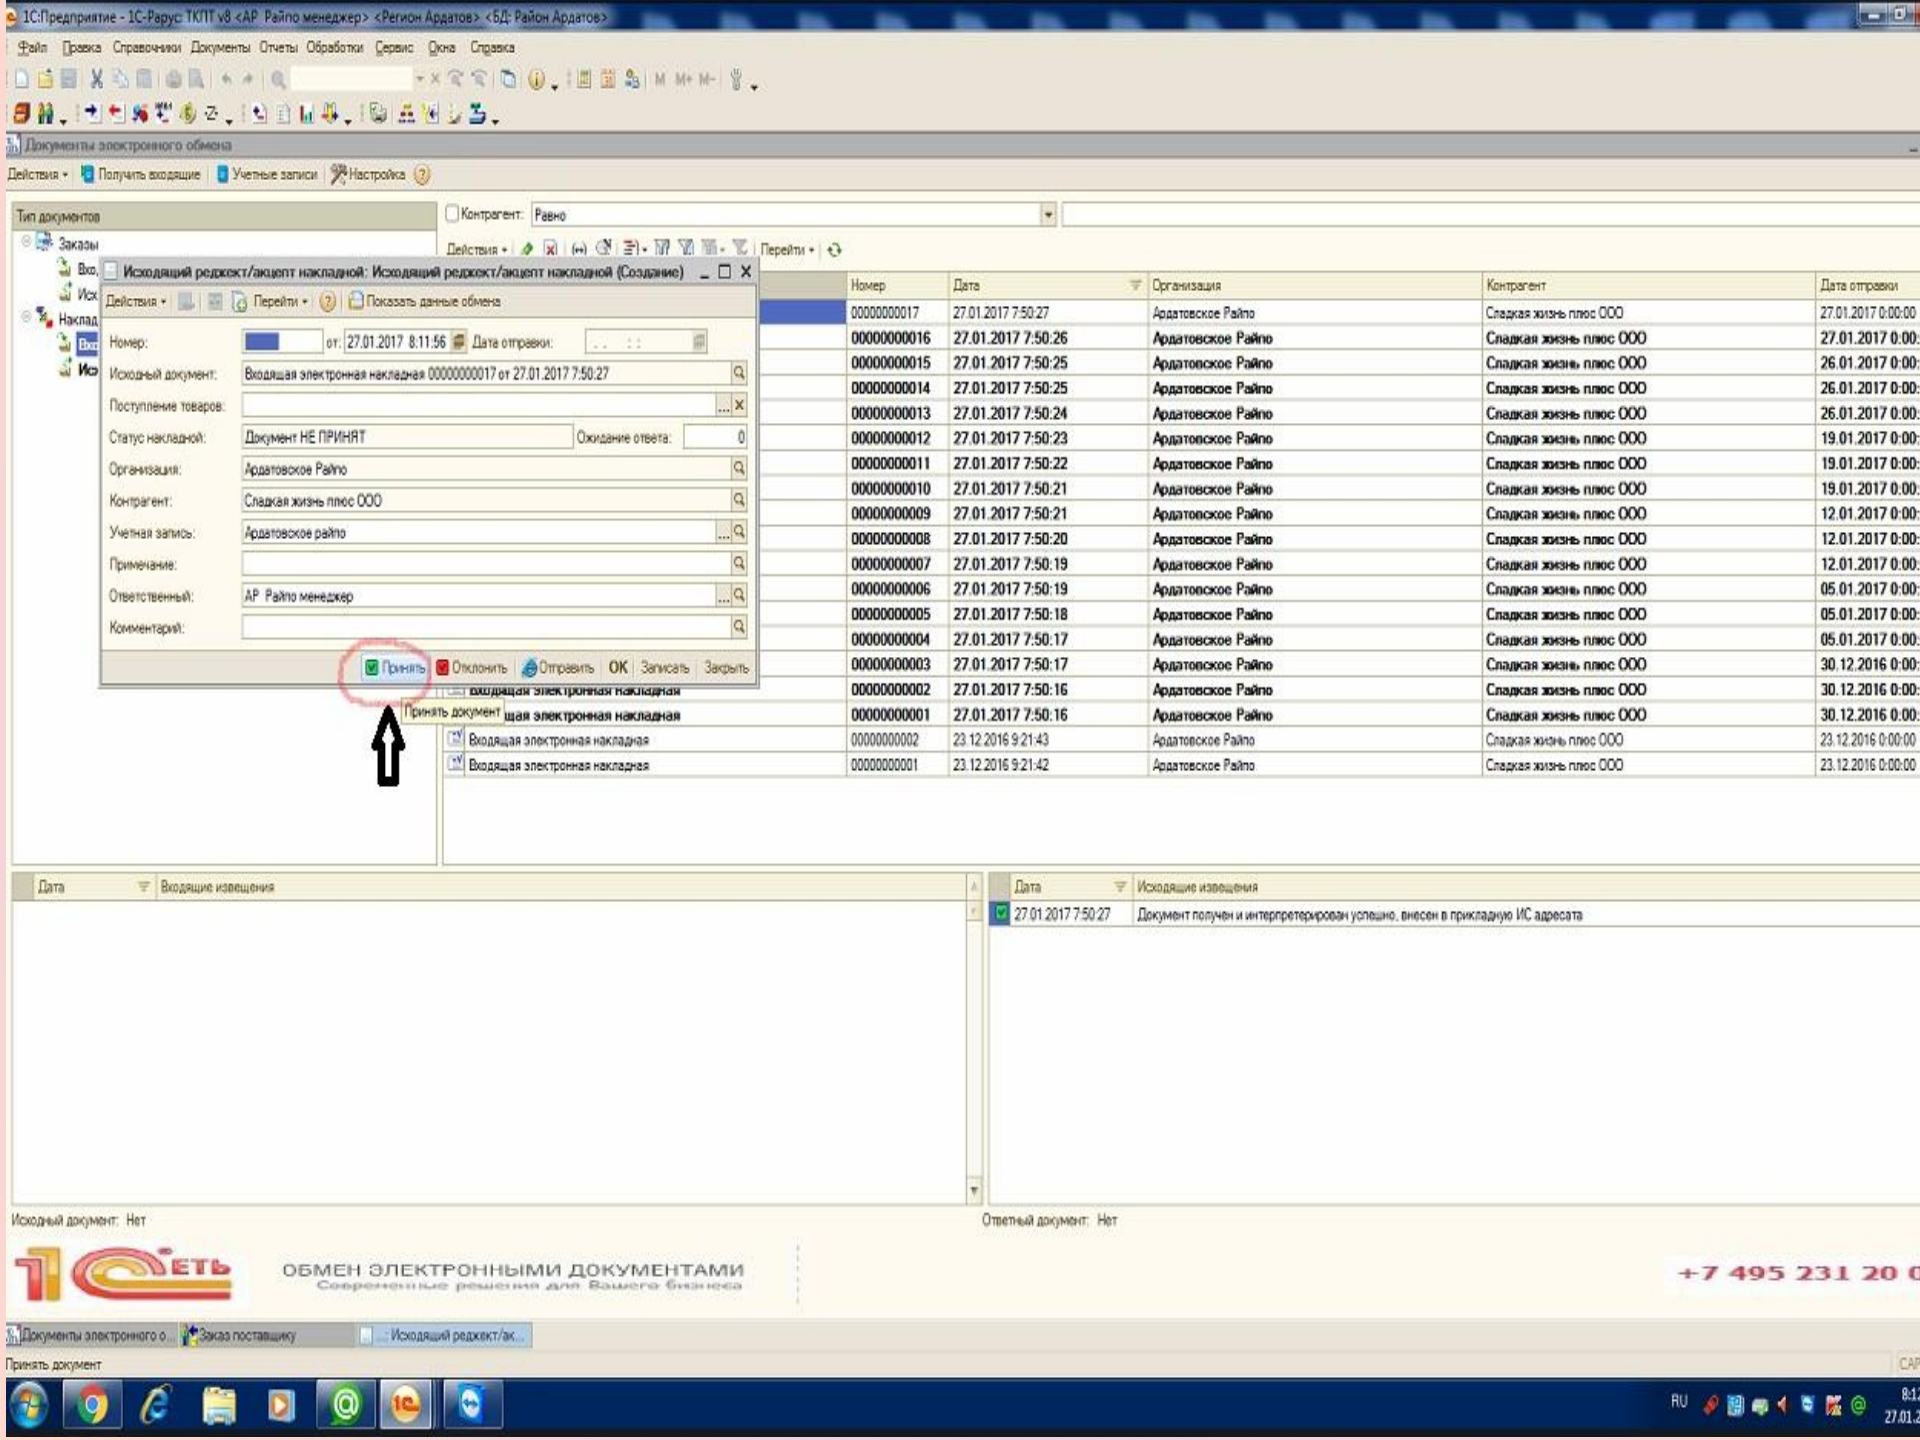 1С:Предприятие - 1С-Рарус: ТКПТ v8 <АР Райпо менеджер> <Регион Ардатов> <БД: Район Ардатов>
Файл Правка Справочники Документы Отчеты Обработки Сервис Окна Справка
M M+ M-
Документы электронного обмена
Действия Получить входящие Учетные записи Настройка
Тип документов
Контрагент: Равно
Заказы
Вхо
Исх
Наклад
Вхо
Исх
Действия Перейти
Исходящий реджект/акцепт накладной: Исходящий реджект/акцепт накладной (Создание)
Действия Перейти Показать данные обмена
Номер: от: 27.01.2017 8:11:56 Дата отправки: . . : :
Исходный документ: Входящая электронная накладная 00000000017 от 27.01.2017 7:50:27
Поступление товаров: ... x
Статус накладной: Документ НЕ ПРИНЯТ Ожидание ответа: 0
Организация: Ардатовское Райпо
Контрагент: Сладкая жизнь плюс ООО
Учетная запись: Ардатовское райпо ...
Примечание:
Ответственный: АР Райпо менеджер ...
Комментарий:
Принять Отклонить Отправить OK Записать Закрыть
Принять документ
Номер Дата Организация Контрагент Дата отправки
00000000017 27.01.2017 7:50:27 Ардатовское Райпо Сладкая жизнь плюс ООО 27.01.2017 0:00:00
00000000016 27.01.2017 7:50:26 Ардатовское Райпо Сладкая жизнь плюс ООО 27.01.2017 0:00:
00000000015 27.01.2017 7:50:25 Ардатовское Райпо Сладкая жизнь плюс ООО 26.01.2017 0:00:
00000000014 27.01.2017 7:50:25 Ардатовское Райпо Сладкая жизнь плюс ООО 26.01.2017 0:00:
00000000013 27.01.2017 7:50:24 Ардатовское Райпо Сладкая жизнь плюс ООО 26.01.2017 0:00:
00000000012 27.01.2017 7:50:23 Ардатовское Райпо Сладкая жизнь плюс ООО 19.01.2017 0:00:
00000000011 27.01.2017 7:50:22 Ардатовское Райпо Сладкая жизнь плюс ООО 19.01.2017 0:00:
00000000010 27.01.2017 7:50:21 Ардатовское Райпо Сладкая жизнь плюс ООО 19.01.2017 0:00:
00000000009 27.01.2017 7:50:21 Ардатовское Райпо Сладкая жизнь плюс ООО 12.01.2017 0:00:
00000000008 27.01.2017 7:50:20 Ардатовское Райпо Сладкая жизнь плюс ООО 12.01.2017 0:00:
00000000007 27.01.2017 7:50:19 Ардатовское Райпо Сладкая жизнь плюс ООО 12.01.2017 0:00:
00000000006 27.01.2017 7:50:19 Ардатовское Райпо Сладкая жизнь плюс ООО 05.01.2017 0:00:
00000000005 27.01.2017 7:50:18 Ардатовское Райпо Сладкая жизнь плюс ООО 05.01.2017 0:00:
00000000004 27.01.2017 7:50:17 Ардатовское Райпо Сладкая жизнь плюс ООО 05.01.2017 0:00:
00000000003 27.01.2017 7:50:17 Ардатовское Райпо Сладкая жизнь плюс ООО 30.12.2016 0:00:
Входящая электронная накладная 00000000002 27.01.2017 7:50:16 Ардатовское Райпо Сладкая жизнь плюс ООО 30.12.2016 0:00:
щая электронная накладная 00000000001 27.01.2017 7:50:16 Ардатовское Райпо Сладкая жизнь плюс ООО 30.12.2016 0:00:
Входящая электронная накладная 00000000002 23.12.2016 9:21:43 Ардатовское Райпо Сладкая жизнь плюс ООО 23.12.2016 0:00:00
Входящая электронная накладная 00000000001 23.12.2016 9:21:42 Ардатовское Райпо Сладкая жизнь плюс ООО 23.12.2016 0:00:00
Дата Входящие извещения
Дата Исходящие извещения
27.01.2017 7:50:27 Документ получен и интерпретирован успешно, внесен в прикладную ИС адресата
Исходный документ: Нет
Ответный документ: Нет
1Сеть
ОБМЕН ЭЛЕКТРОННЫМИ ДОКУМЕНТАМИ
Современные решения для Вашего бизнеса
+7 495 231 20 0
Документы электронного о... Заказ поставщику ...: Исходящий реджект/ак...
Принять документ
CAP
RU
8:12
27.01.2